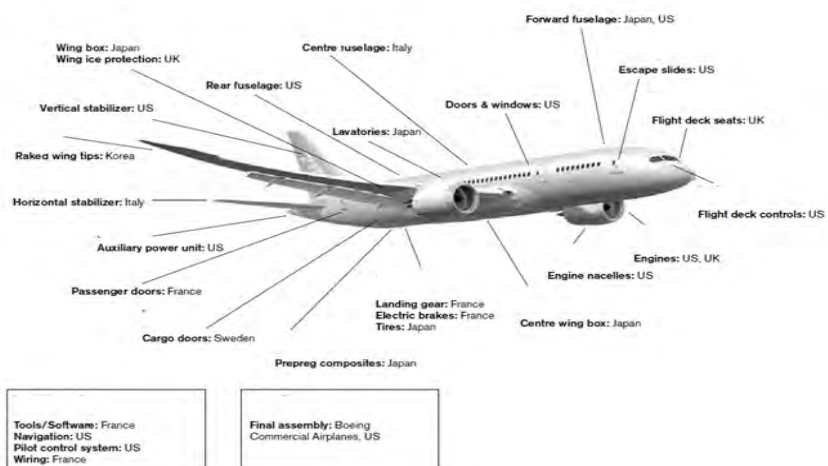 Forward fuselage: Japan, US
Wing box: Japan
Wing ice protection: UK
Centre fuselage: Italy
Escape slides: US
Rear fuselage: US
Doors & windows: US
Vertical stabilizer: US
Flight deck seats: UK
Lavatories: Japan
Raked wing tips: Korea
Horizontal stabilizer: Italy
Flight deck controls: US
Auxiliary power unit: US
Engines: US, UK
Engine nacelles: US
Passenger doors: France
Landing gear: France
Electric brakes: France
Tires: Japan
Centre wing box: Japan
Cargo doors: Sweden
Prepreg composites: Japan
Tools/Software: France
Navigation: US
Pilot control system: US
Wiring: France
Final assembly: Boeing
Commercial Airplanes, US